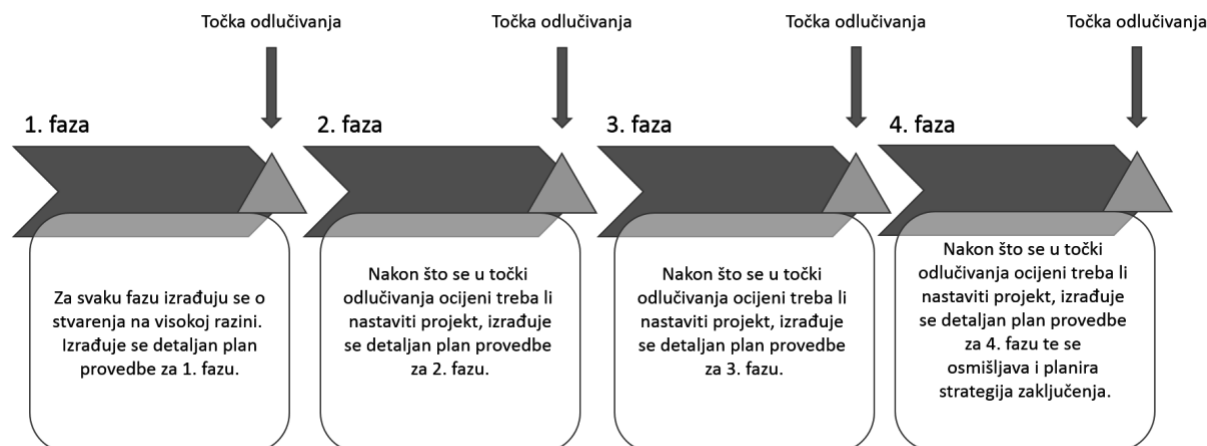 Točka odlučivanja
Točka odlučivanja
Točka odlučivanja
Točka odlučivanja
1. faza
2. faza
3. faza
4. faza
Za svaku fazu izrađuju se o
stvarenja na visokoj razini.
Izrađuje se detaljan plan
provedbe za 1. fazu.
Nakon što se u točki
odlučivanja ocijeni treba li
nastaviti projekt, izrađuje
se detaljan plan provedbe
za 2. fazu.
Nakon što se u točki
odlučivanja ocijeni treba li
nastaviti projekt, izrađuje
se detaljan plan provedbe
za 3. fazu.
Nakon što se u točki
odlučivanja ocijeni treba li
nastaviti projekt, izrađuje
se detaljan plan provedbe
za 4. fazu te se
osmišljava i planira
strategija zaključenja.